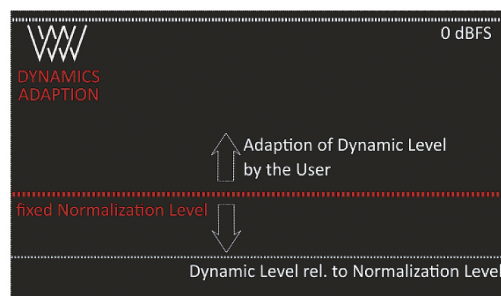 0 dBFS
DYNAMICS
ADAPTION
Adaption of Dynamic Level
by the User
fixed Normalization Level
Dynamic Level rel. to Normalization Level